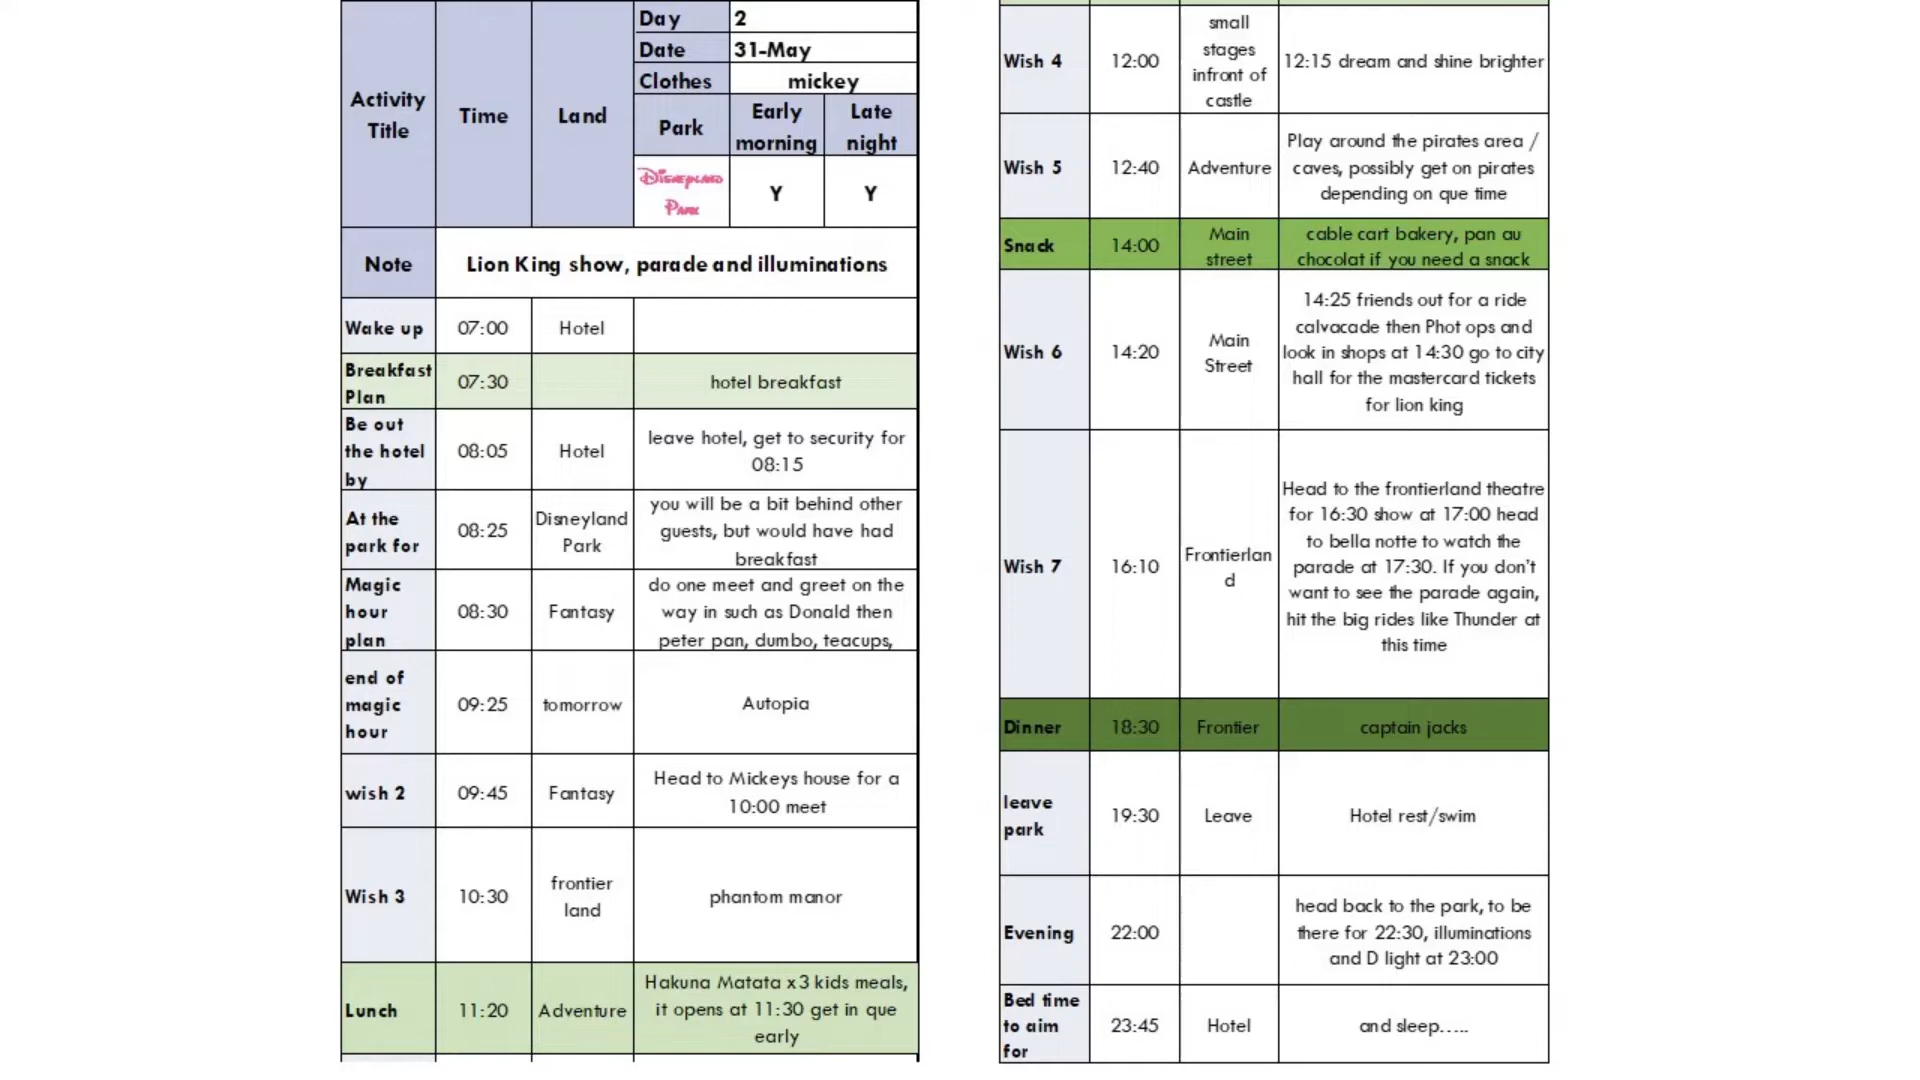 Activity
Title
Time
Land
Day
2
Date
31-May
Clothes
mickey
Park
Early
morning
Late
night
Disneyland
Park
Y
Y
Note
Lion King show, parade and illuminations
Wake up
07:00
Hotel
Breakfast
Plan
07:30
hotel breakfast
Be out
the hotel
by
08:05
Hotel
leave hotel, get to security for
08:15
At the
park for
08:25
Disneyland
Park
you will be a bit behind other
guests, but would have had
breakfast
Magic
hour
plan
08:30
Fantasy
do one meet and greet on the
way in such as Donald then
peter pan, dumbo, teacups,
end of
magic
hour
09:25
tomorrow
Autopia
wish 2
09:45
Fantasy
Head to Mickeys house for a
10:00 meet
Wish 3
10:30
frontier
land
phantom manor
Lunch
11:20
Adventure
Hakuna Matata x3 kids meals,
it opens at 11:30 get in que
early
Wish 4
12:00
small
stages
infront of
castle
12:15 dream and shine brighter
Wish 5
12:40
Adventure
Play around the pirates area /
caves, possibly get on pirates
depending on que time
Snack
14:00
Main
street
cable cart bakery, pan au
chocolat if you need a snack
Wish 6
14:20
Main
Street
14:25 friends out for a ride
calvacade then Phot ops and
look in shops at 14:30 go to city
hall for the mastercard tickets
for lion king
Wish 7
16:10
Frontierlan
d
Head to the frontierland theatre
for 16:30 show at 17:00 head
to bella notte to watch the
parade at 17:30. If you don't
want to see the parade again,
hit the big rides like Thunder at
this time
Dinner
18:30
Frontier
captain jacks
leave
park
19:30
Leave
Hotel rest/swim
Evening
22:00
head back to the park, to be
there for 22:30, illuminations
and D light at 23:00
Bed time
to aim
for
23:45
Hotel
and sleep.....